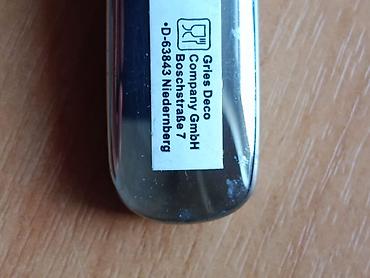 Gries Deco
Company GmbH
Boschstraße 7
•D-63843 Niedernberg